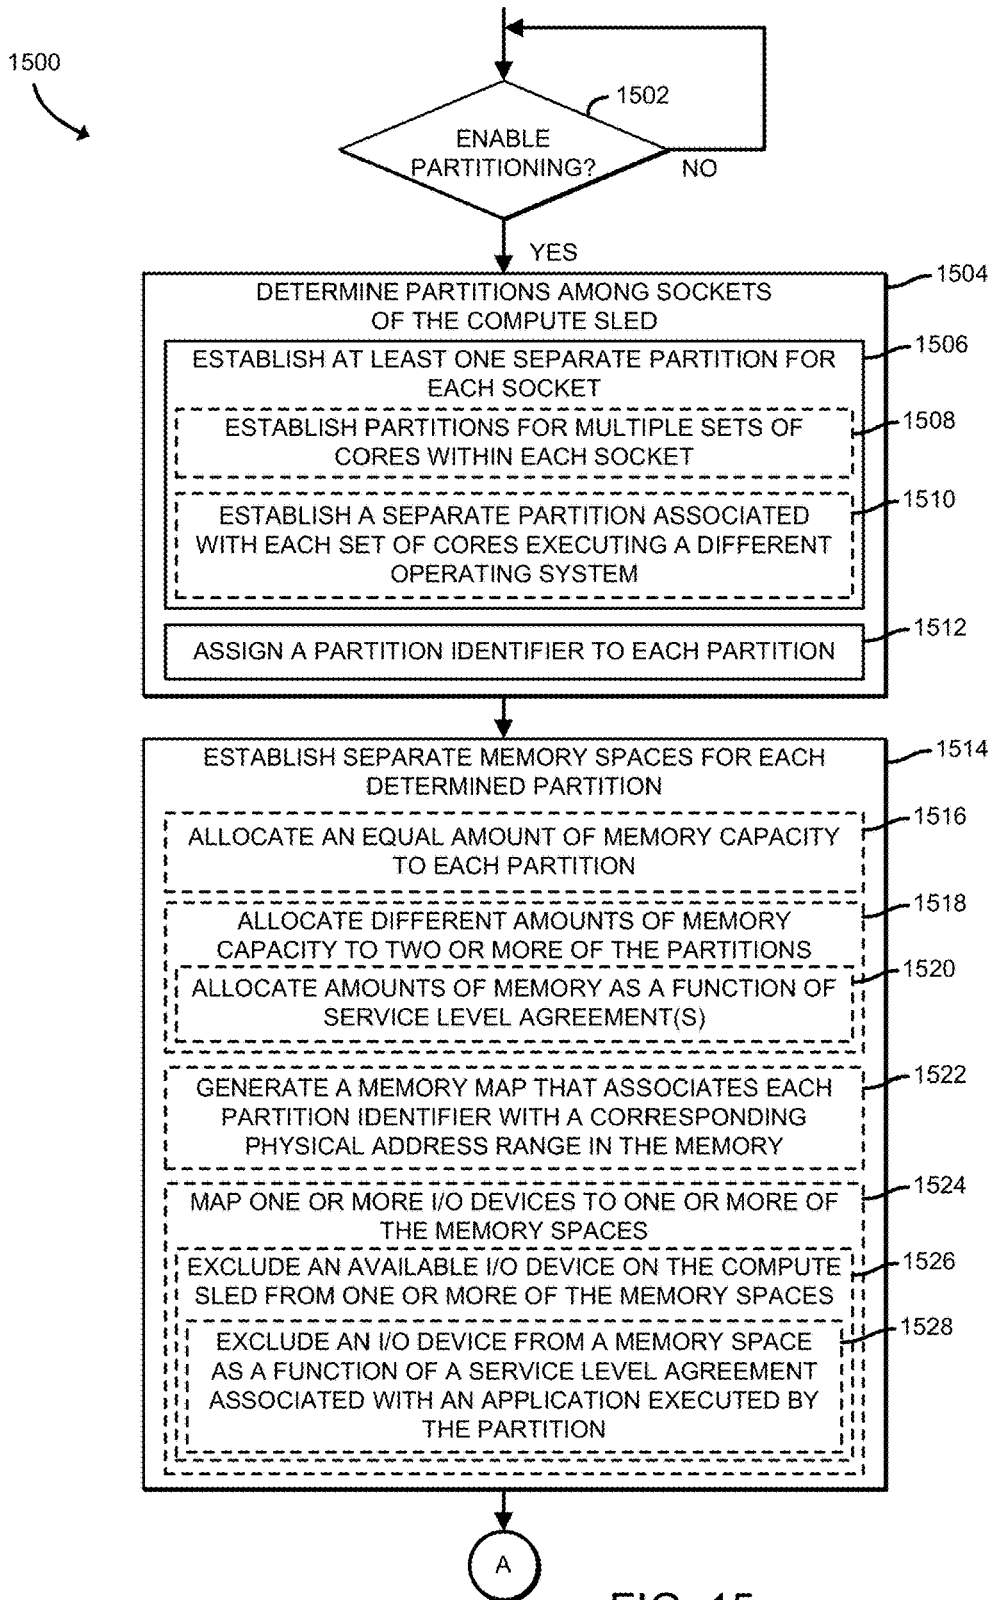 1500
1502
ENABLE
PARTITIONING?
NO
YES
1504
DETERMINE PARTITIONS AMONG SOCKETS
OF THE COMPUTE SLED
1506
ESTABLISH AT LEAST ONE SEPARATE PARTITION FOR
EACH SOCKET
1508
ESTABLISH PARTITIONS FOR MULTIPLE SETS OF
CORES WITHIN EACH SOCKET
1510
ESTABLISH A SEPARATE PARTITION ASSOCIATED
WITH EACH SET OF CORES EXECUTING A DIFFERENT
OPERATING SYSTEM
1512
ASSIGN A PARTITION IDENTIFIER TO EACH PARTITION
1514
ESTABLISH SEPARATE MEMORY SPACES FOR EACH
DETERMINED PARTITION
1516
ALLOCATE AN EQUAL AMOUNT OF MEMORY CAPACITY
TO EACH PARTITION
1518
ALLOCATE DIFFERENT AMOUNTS OF MEMORY
CAPACITY TO TWO OR MORE OF THE PARTITIONS
1520
ALLOCATE AMOUNTS OF MEMORY AS A FUNCTION OF
SERVICE LEVEL AGREEMENT(S)
1522
GENERATE A MEMORY MAP THAT ASSOCIATES EACH
PARTITION IDENTIFIER WITH A CORRESPONDING
PHYSICAL ADDRESS RANGE IN THE MEMORY
1524
MAP ONE OR MORE I/O DEVICES TO ONE OR MORE OF
THE MEMORY SPACES
1526
EXCLUDE AN AVAILABLE I/O DEVICE ON THE COMPUTE
SLED FROM ONE OR MORE OF THE MEMORY SPACES
1528
EXCLUDE AN I/O DEVICE FROM A MEMORY SPACE
AS A FUNCTION OF A SERVICE LEVEL AGREEMENT
ASSOCIATED WITH AN APPLICATION EXECUTED BY
THE PARTITION
A
FIG. 15